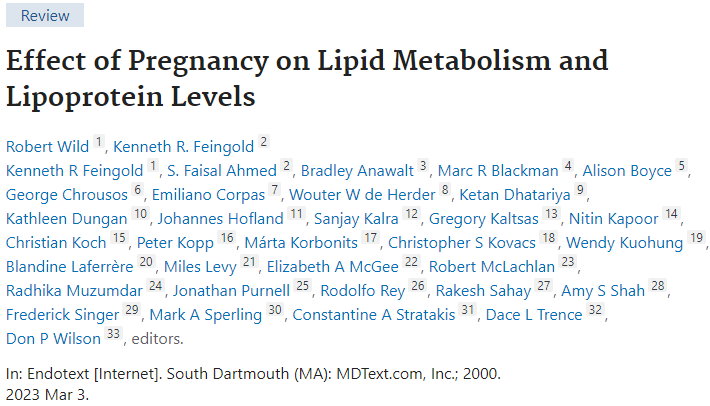 Review
Effect of Pregnancy on Lipid Metabolism and
Lipoprotein Levels
Robert Wild 1, Kenneth R. Feingold 2
Kenneth R Feingold 1, S. Faisal Ahmed 2, Bradley Anawalt 3, Marc R Blackman 4, Alison Boyce 5,
George Chrousos 6, Emiliano Corpas 7, Wouter W de Herder 8, Ketan Dhatariya 9,
Kathleen Dungan 10, Johannes Hofland 11, Sanjay Kalra 12, Gregory Kaltsas 13, Nitin Kapoor 14,
Christian Koch 15, Peter Kopp 16, Márta Korbonits 17, Christopher S Kovacs 18, Wendy Kuohung 19,
Blandine Laferrère 20, Miles Levy 21, Elizabeth A McGee 22, Robert McLachlan 23,
Radhika Muzumdar 24, Jonathan Purnell 25, Rodolfo Rey 26, Rakesh Sahay 27, Amy S Shah 28,
Frederick Singer 29, Mark A Sperling 30, Constantine A Stratakis 31, Dace L Trence 32,
Don P Wilson 33, editors.
In: Endotext [Internet]. South Dartmouth (MA): MDText.com, Inc.; 2000.
2023 Mar 3.